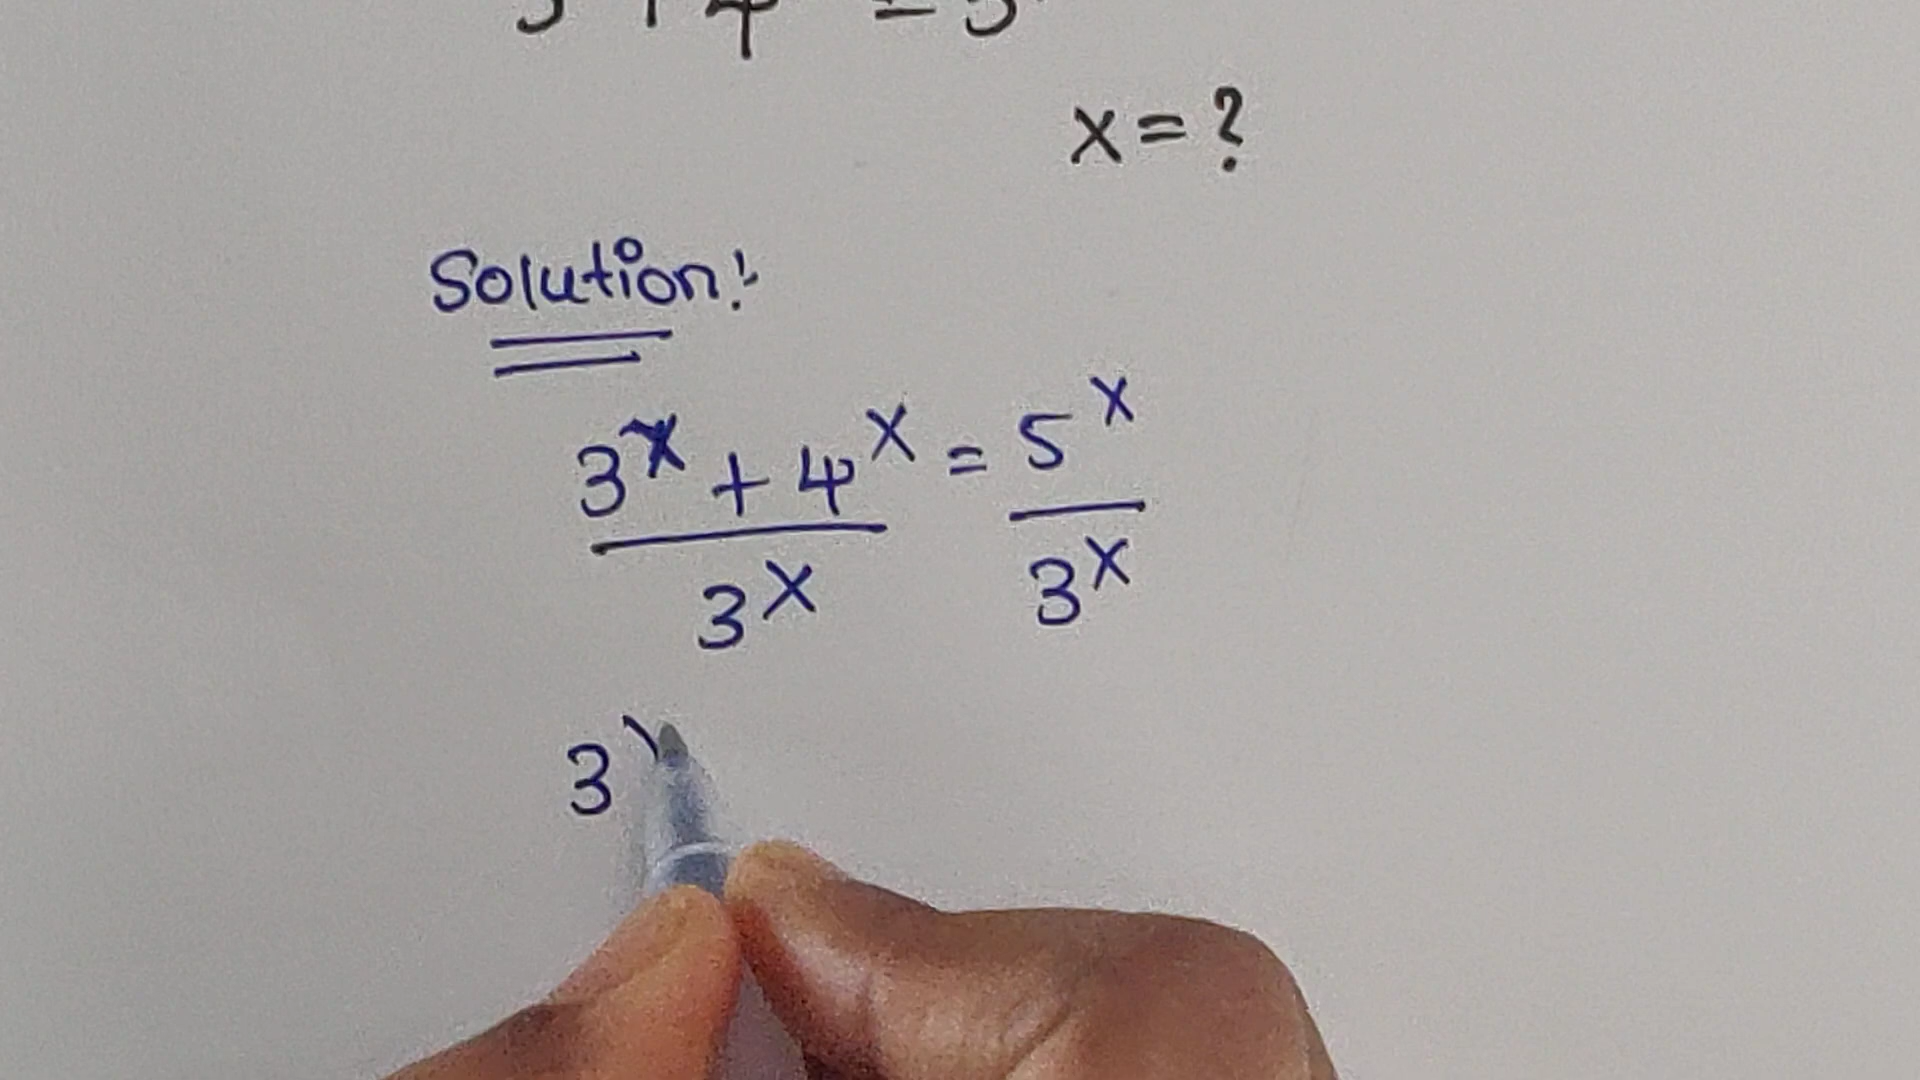 x = ?
Solution:
3^x + 4^x = 5^x
3^x 3^x
3